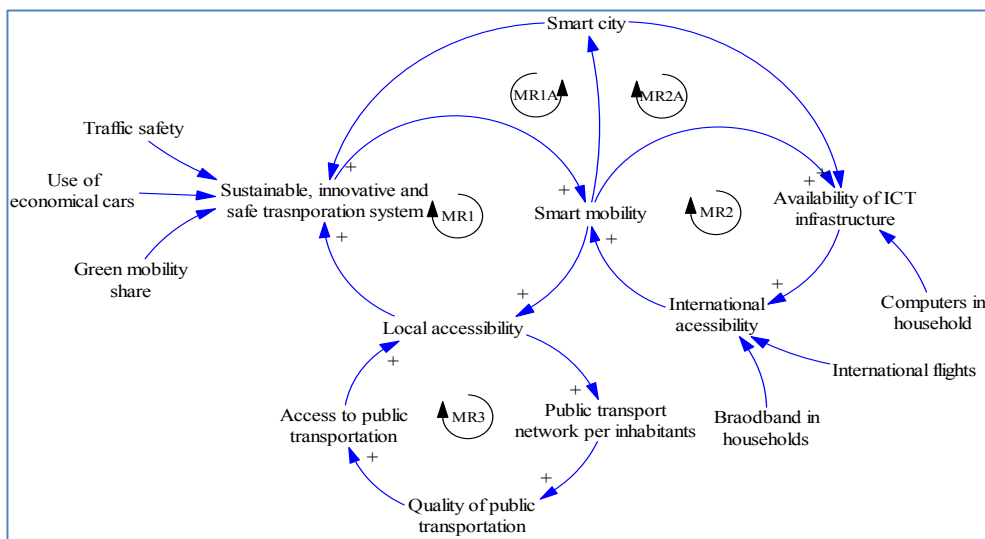 Smart city
MR1A
MR2A
Traffic safety
+
Use of
economical cars
Sustainable, innovative and
safe trasnporation system
+
MR1
+
Smart mobility
+
MR2
+
+
Availability of ICT
infrastructure
Green mobility
share
+
Local accessibility
+
International
acessibility
Computers in
household
+
International flights
Access to public
transportation
MR3
+
Public transport
network per inhabitants
Braodband in
households
+
+
Quality of public
transportation